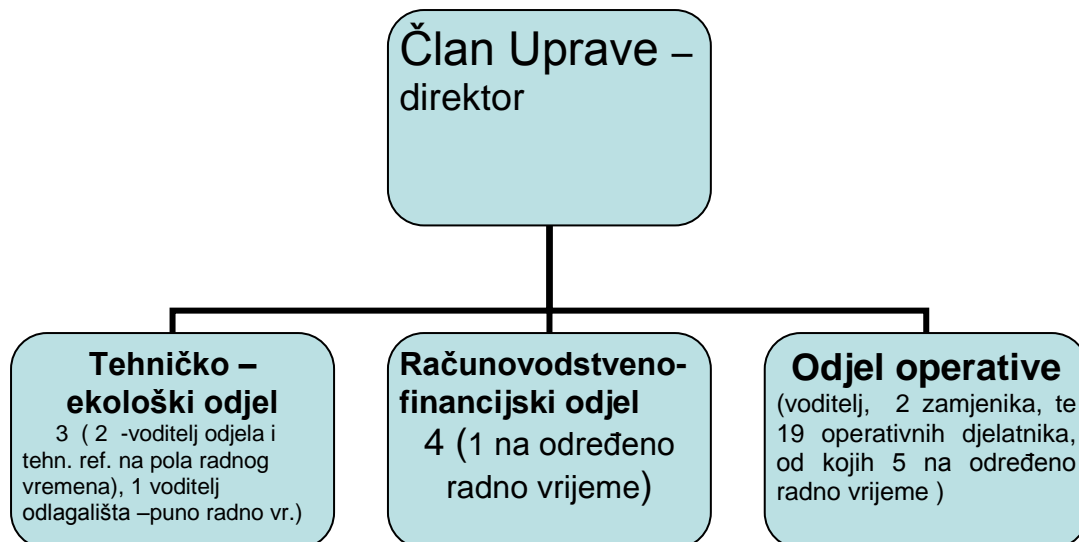 Član Uprave –
direktor
Tehničko –
ekološki odjel
3 ( 2 -voditelj odjela i
tehn. ref. na pola radnog
vremena), 1 voditelj
odlagališta –puno radno vr.)
Računovodstveno-
financijski odjel
4 (1 na određeno
radno vrijeme)
Odjel operative
(voditelj, 2 zamjenika, te
19 operativnih djelatnika,
od kojih 5 na određeno
radno vrijeme )